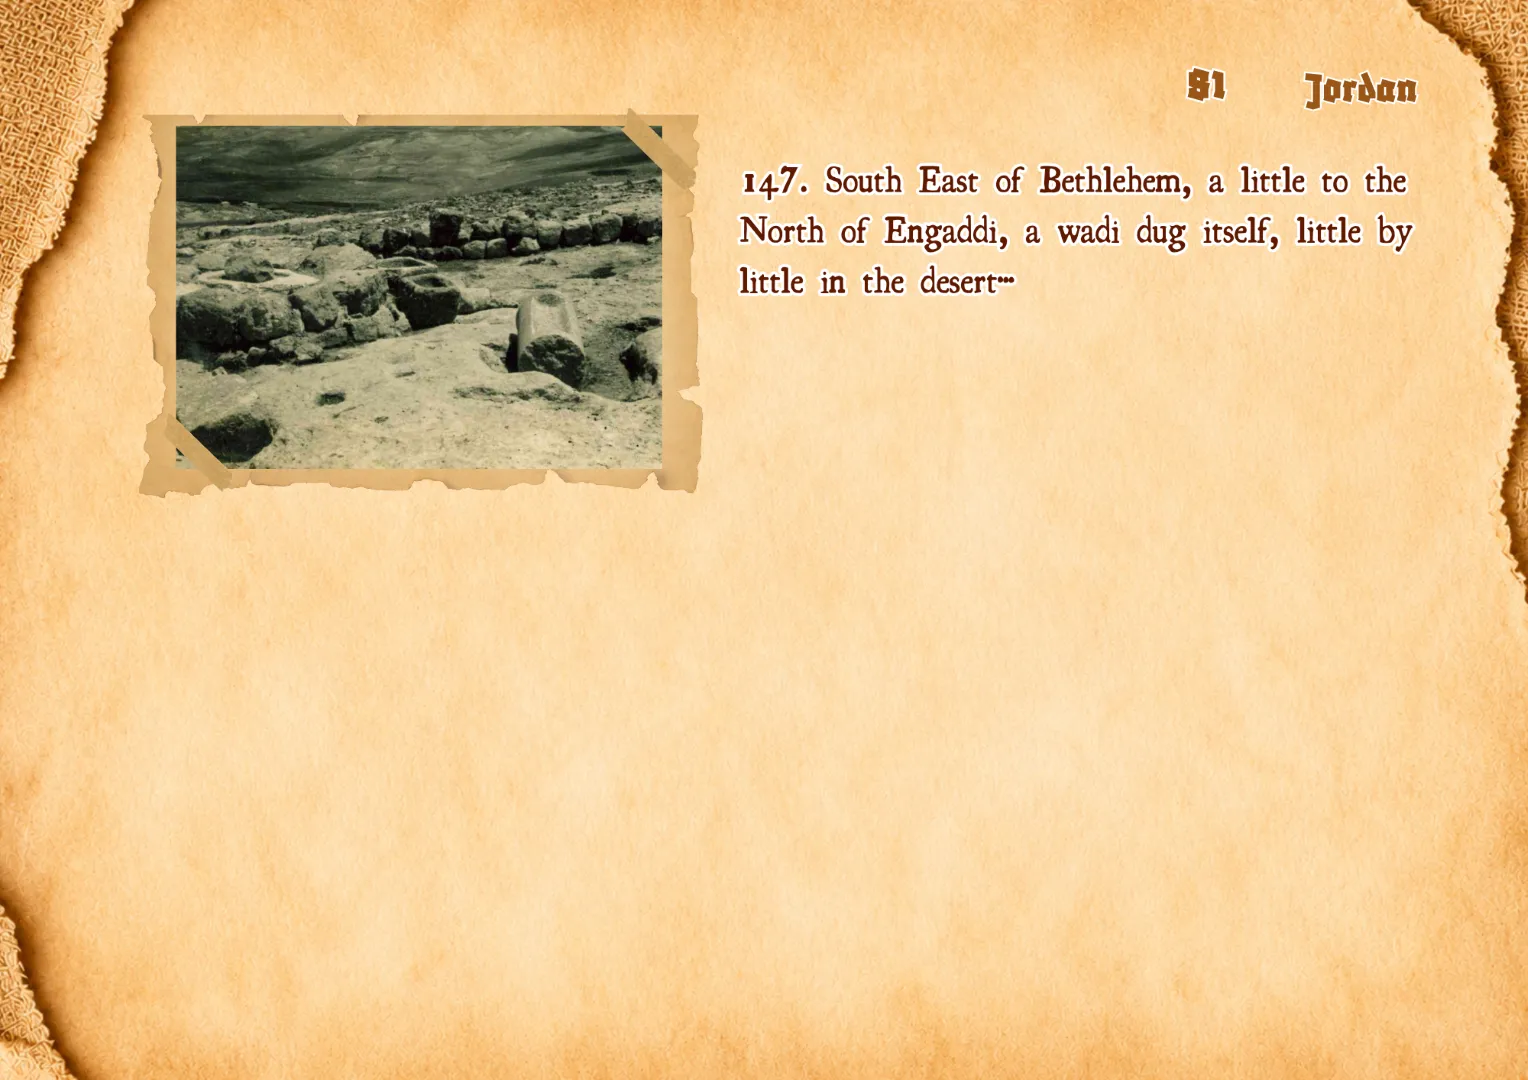 81 Jordan
147. South East of Bethlehem, a little to the
North of Engaddi, a wadi dug itself, little by
little in the desert…